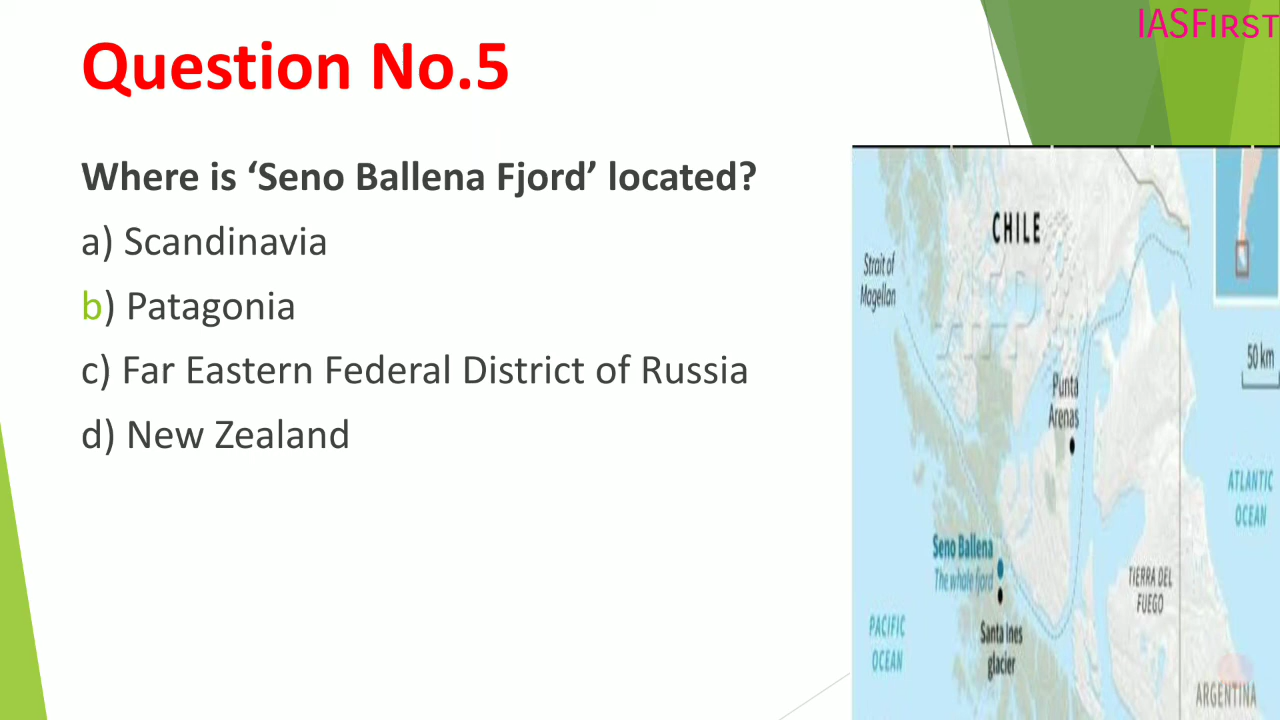 IASFIRST
Question No.5
Where is ‘Seno Ballena Fjord’ located?
a) Scandinavia
b) Patagonia
c) Far Eastern Federal District of Russia
d) New Zealand
CHILE
Strait of
Magellan
50 km
Punta
Arenas
ATLANTIC
OCEAN
Seno Ballena
The whale fjord
TIERRA DEL
FUEGO
PACIFIC
OCEAN
Santa Ines
glacier
ARGENTINA